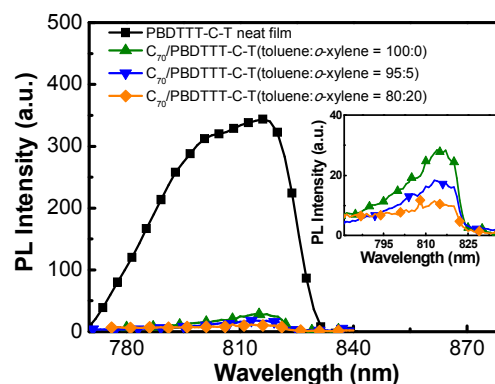 500
400
300
200
100
0
PL Intensity (a.u.)
PBDTTT-C-T neat film
C₇₀/PBDTTT-C-T(toluene:o-xylene = 100:0)
C₇₀/PBDTTT-C-T(toluene:o-xylene = 95:5)
C₇₀/PBDTTT-C-T(toluene:o-xylene = 80:20)
40
20
0
PL Intensity (a.u.)
795 810 825
Wavelength (nm)
780 810 840 870
Wavelength (nm)